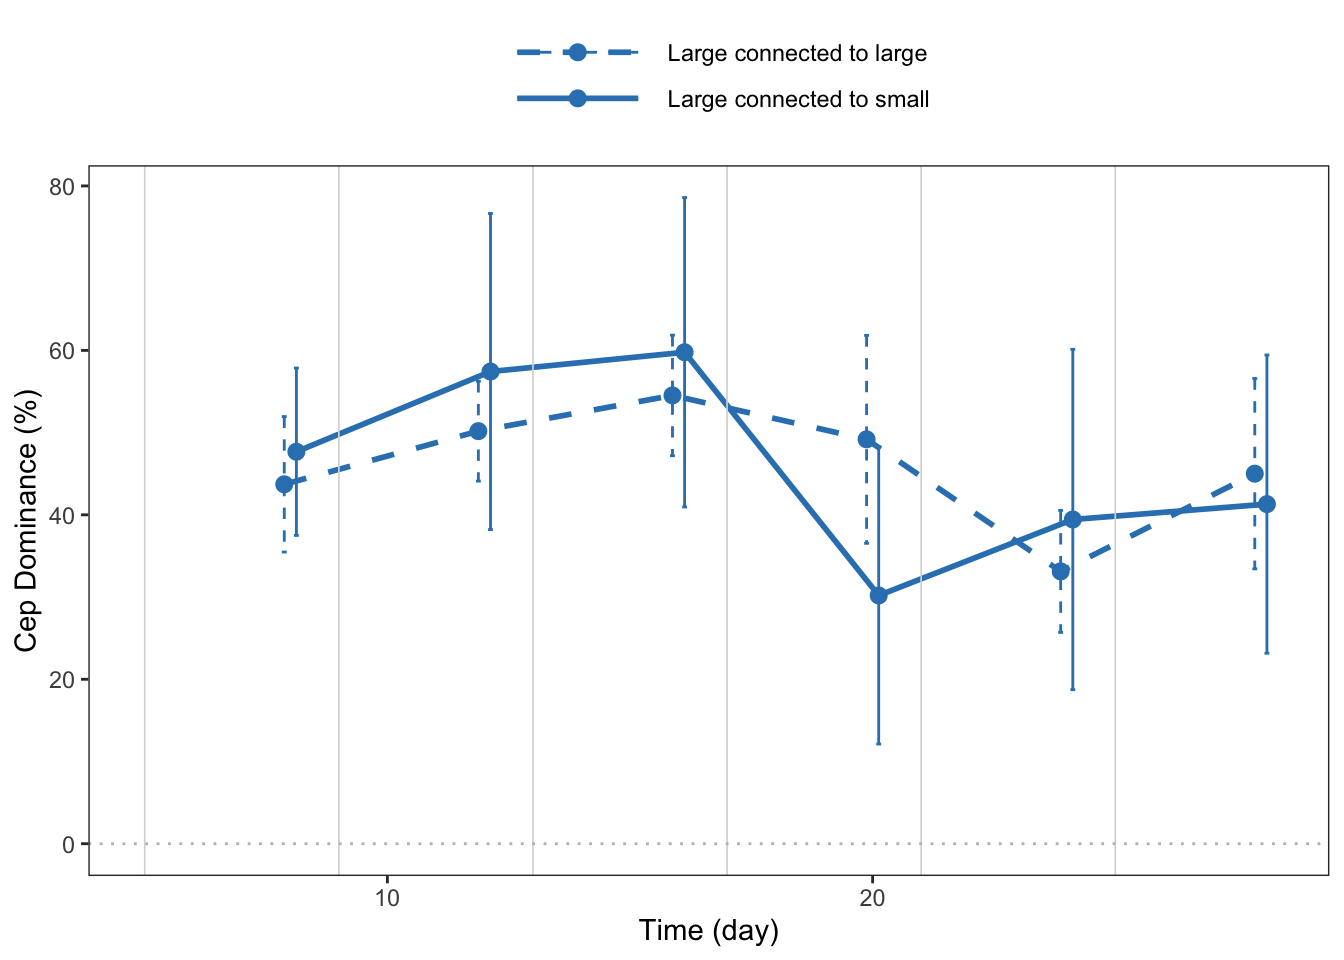 Large connected to large
Large connected to small
80
60
40
20
0
Cep Dominance (%)
10 20
Time (day)